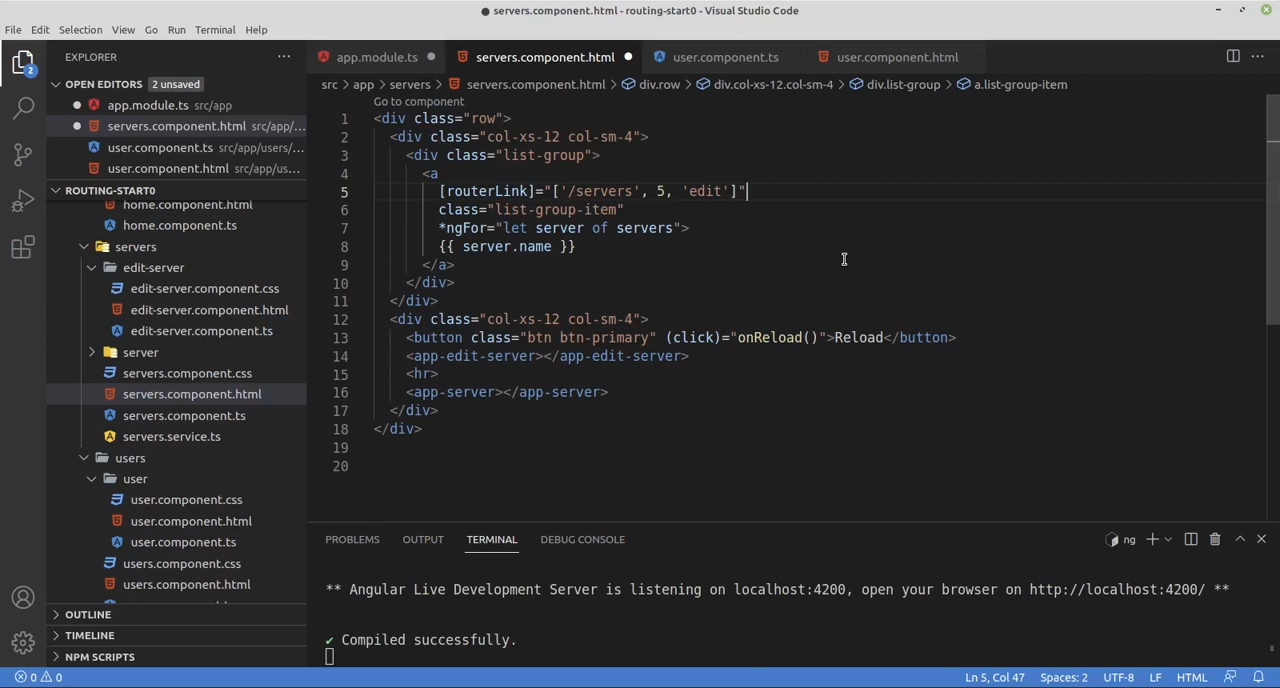 servers.component.html - routing-start0 - Visual Studio Code
File Edit Selection View Go Run Terminal Help
EXPLORER
OPEN EDITORS 2 unsaved
app.module.ts src/app
servers.component.html src/app/...
user.component.ts src/app/users/...
user.component.html src/app/us...
ROUTING-START0
home.component.html
home.component.ts
servers
edit-server
edit-server.component.css
edit-server.component.html
edit-server.component.ts
server
servers.component.css
servers.component.html
servers.component.ts
servers.service.ts
users
user
user.component.css
user.component.html
user.component.ts
users.component.css
users.component.html
OUTLINE
TIMELINE
NPM SCRIPTS
2
app.module.ts servers.component.html user.component.ts user.component.html
src > app > servers > servers.component.html > div.row > div.col-xs-12.col-sm-4 > div.list-group > a.list-group-item
Go to component
1 <div class="row">
2 <div class="col-xs-12 col-sm-4">
3 <div class="list-group">
4 <a
5 [routerLink]="['/servers', 5, 'edit']"
6 class="list-group-item"
7 *ngFor="let server of servers">
8 {{ server.name }}
9 </a>
10 </div>
11 </div>
12 <div class="col-xs-12 col-sm-4">
13 <button class="btn btn-primary" (click)="onReload()">Reload</button>
14 <app-edit-server></app-edit-server>
15 <hr>
16 <app-server></app-server>
17 </div>
18 </div>
19
20
PROBLEMS OUTPUT TERMINAL DEBUG CONSOLE ng
** Angular Live Development Server is listening on localhost:4200, open your browser on http://localhost:4200/ **
✔ Compiled successfully.
0 0 Ln 5, Col 47 Spaces: 2 UTF-8 LF HTML